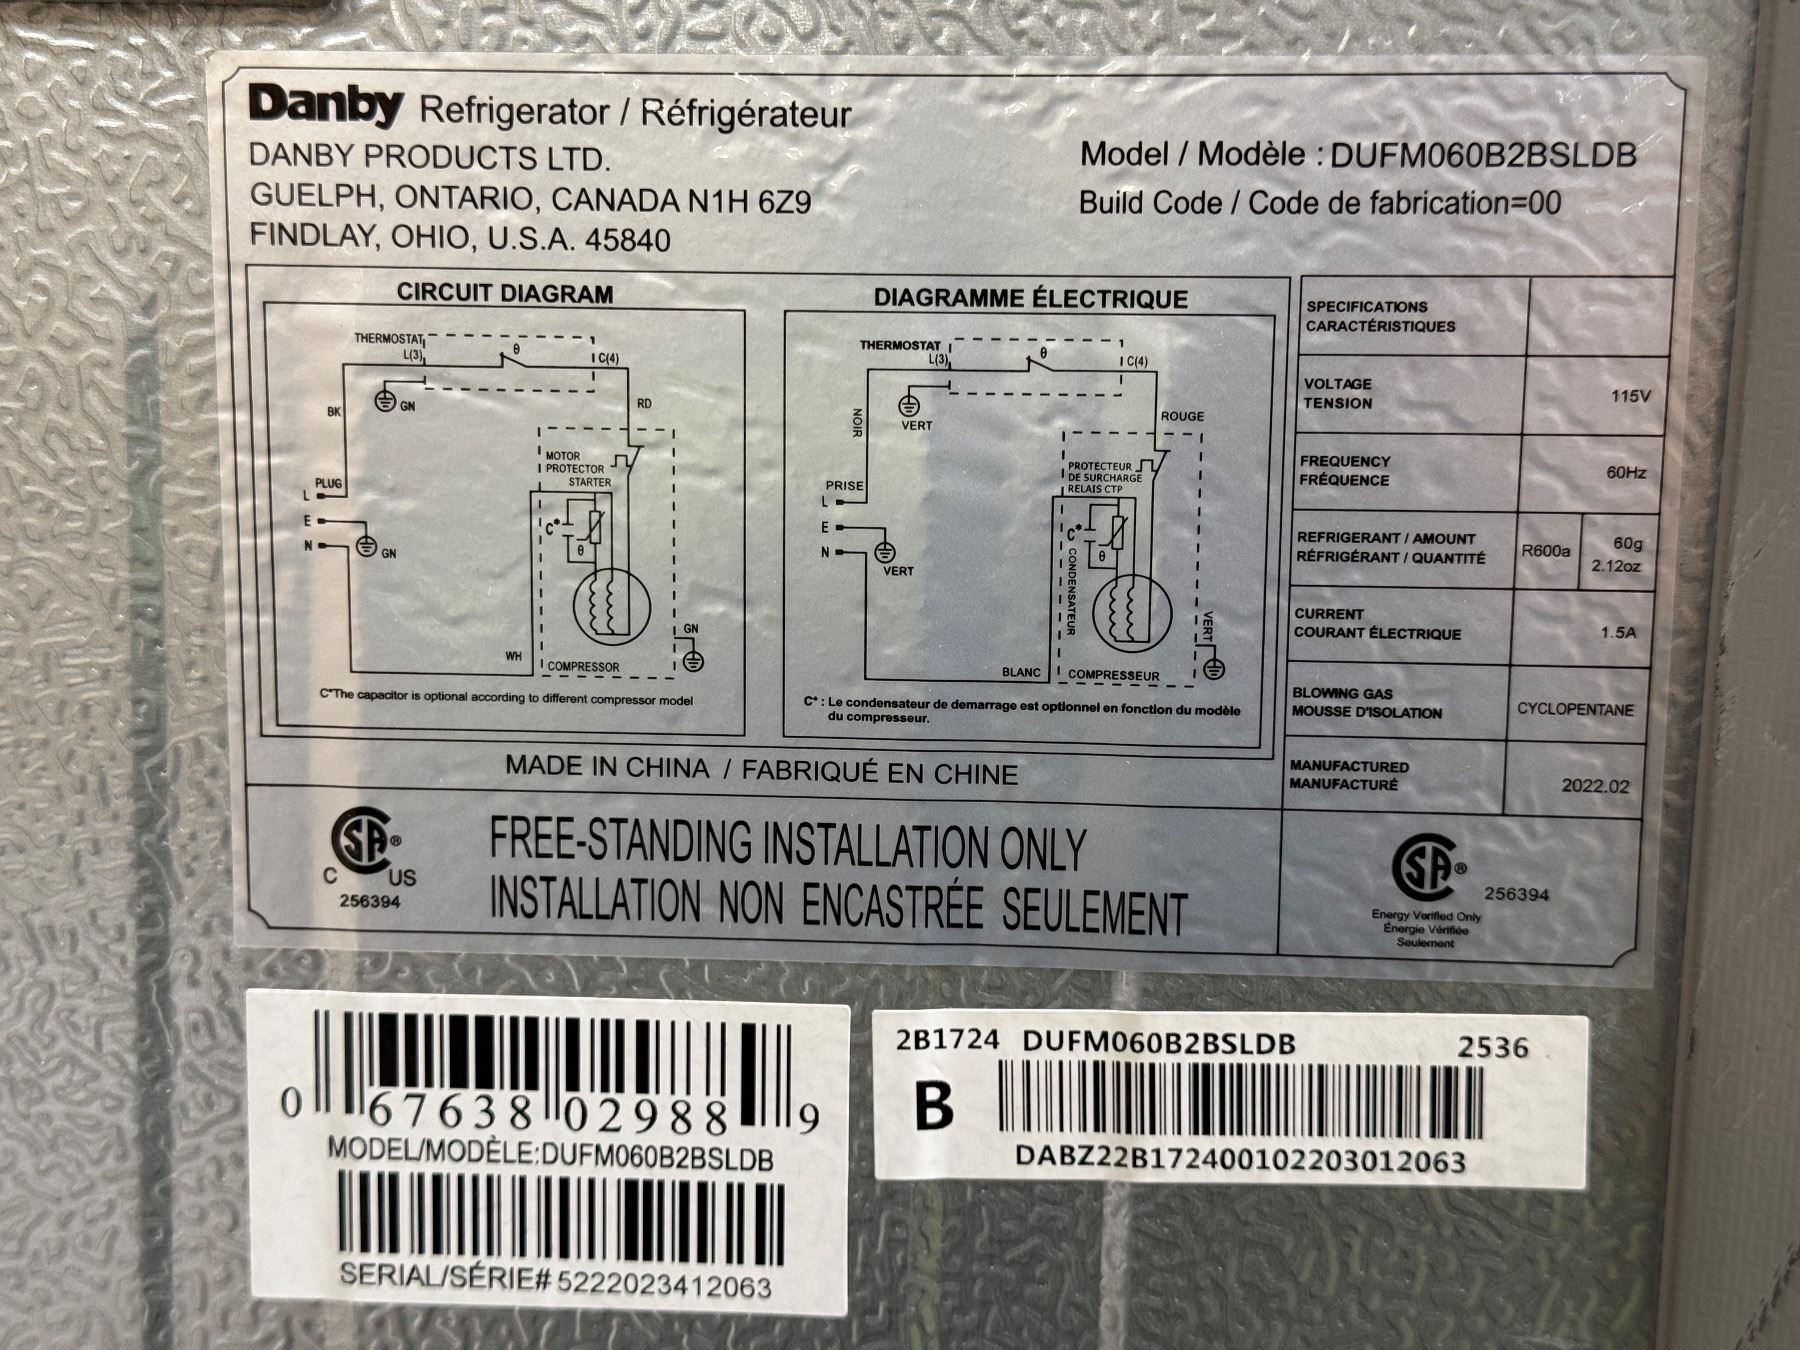 Danby Refrigerator / Réfrigérateur
DANBY PRODUCTS LTD.
GUELPH, ONTARIO, CANADA N1H 6Z9
FINDLAY, OHIO, U.S.A. 45840
Model / Modèle : DUFM060B2BSLDB
Build Code / Code de fabrication=00
CIRCUIT DIAGRAM
THERMOSTAT
L(3)
θ
C(4)
GN
BK
RD
MOTOR
PROTECTOR
STARTER
PLUG
L
E
N
GN
C*
θ
GN
WH
COMPRESSOR
C*The capacitor is optional according to different compressor model
DIAGRAMME ÉLECTRIQUE
THERMOSTAT
L(3)
θ
C(4)
VERT
NOIR
ROUGE
PROTECTEUR
DE SURCHARGE
RELAIS CTP
PRISE
L
E
N
VERT
C*
θ
CONDENSATEUR
VERT
BLANC
COMPRESSEUR
C* : Le condensateur de demarrage est optionnel en fonction du modèle
du compresseur.
SPECIFICATIONS
CARACTÉRISTIQUES
VOLTAGE
TENSION
115V
FREQUENCY
FRÉQUENCE
60Hz
REFRIGERANT / AMOUNT
RÉFRIGÉRANT / QUANTITÉ
R600a
60g
2.12oz
CURRENT
COURANT ÉLECTRIQUE
1.5A
BLOWING GAS
MOUSSE D'ISOLATION
CYCLOPENTANE
MANUFACTURED
MANUFACTURÉ
2022.02
MADE IN CHINA / FABRIQUÉ EN CHINE
SA®
C US
256394
FREE-STANDING INSTALLATION ONLY
INSTALLATION NON ENCASTRÉE SEULEMENT
SA®
256394
Energy Verified Only
Énergie Vérifiée
Seulement
0 67638 02988 9
MODEL/MODÈLE:DUFM060B2BSLDB
SERIAL/SÉRIE# 5222023412063
2B1724 DUFM060B2BSLDB 2536
B
DABZ22B172400102203012063